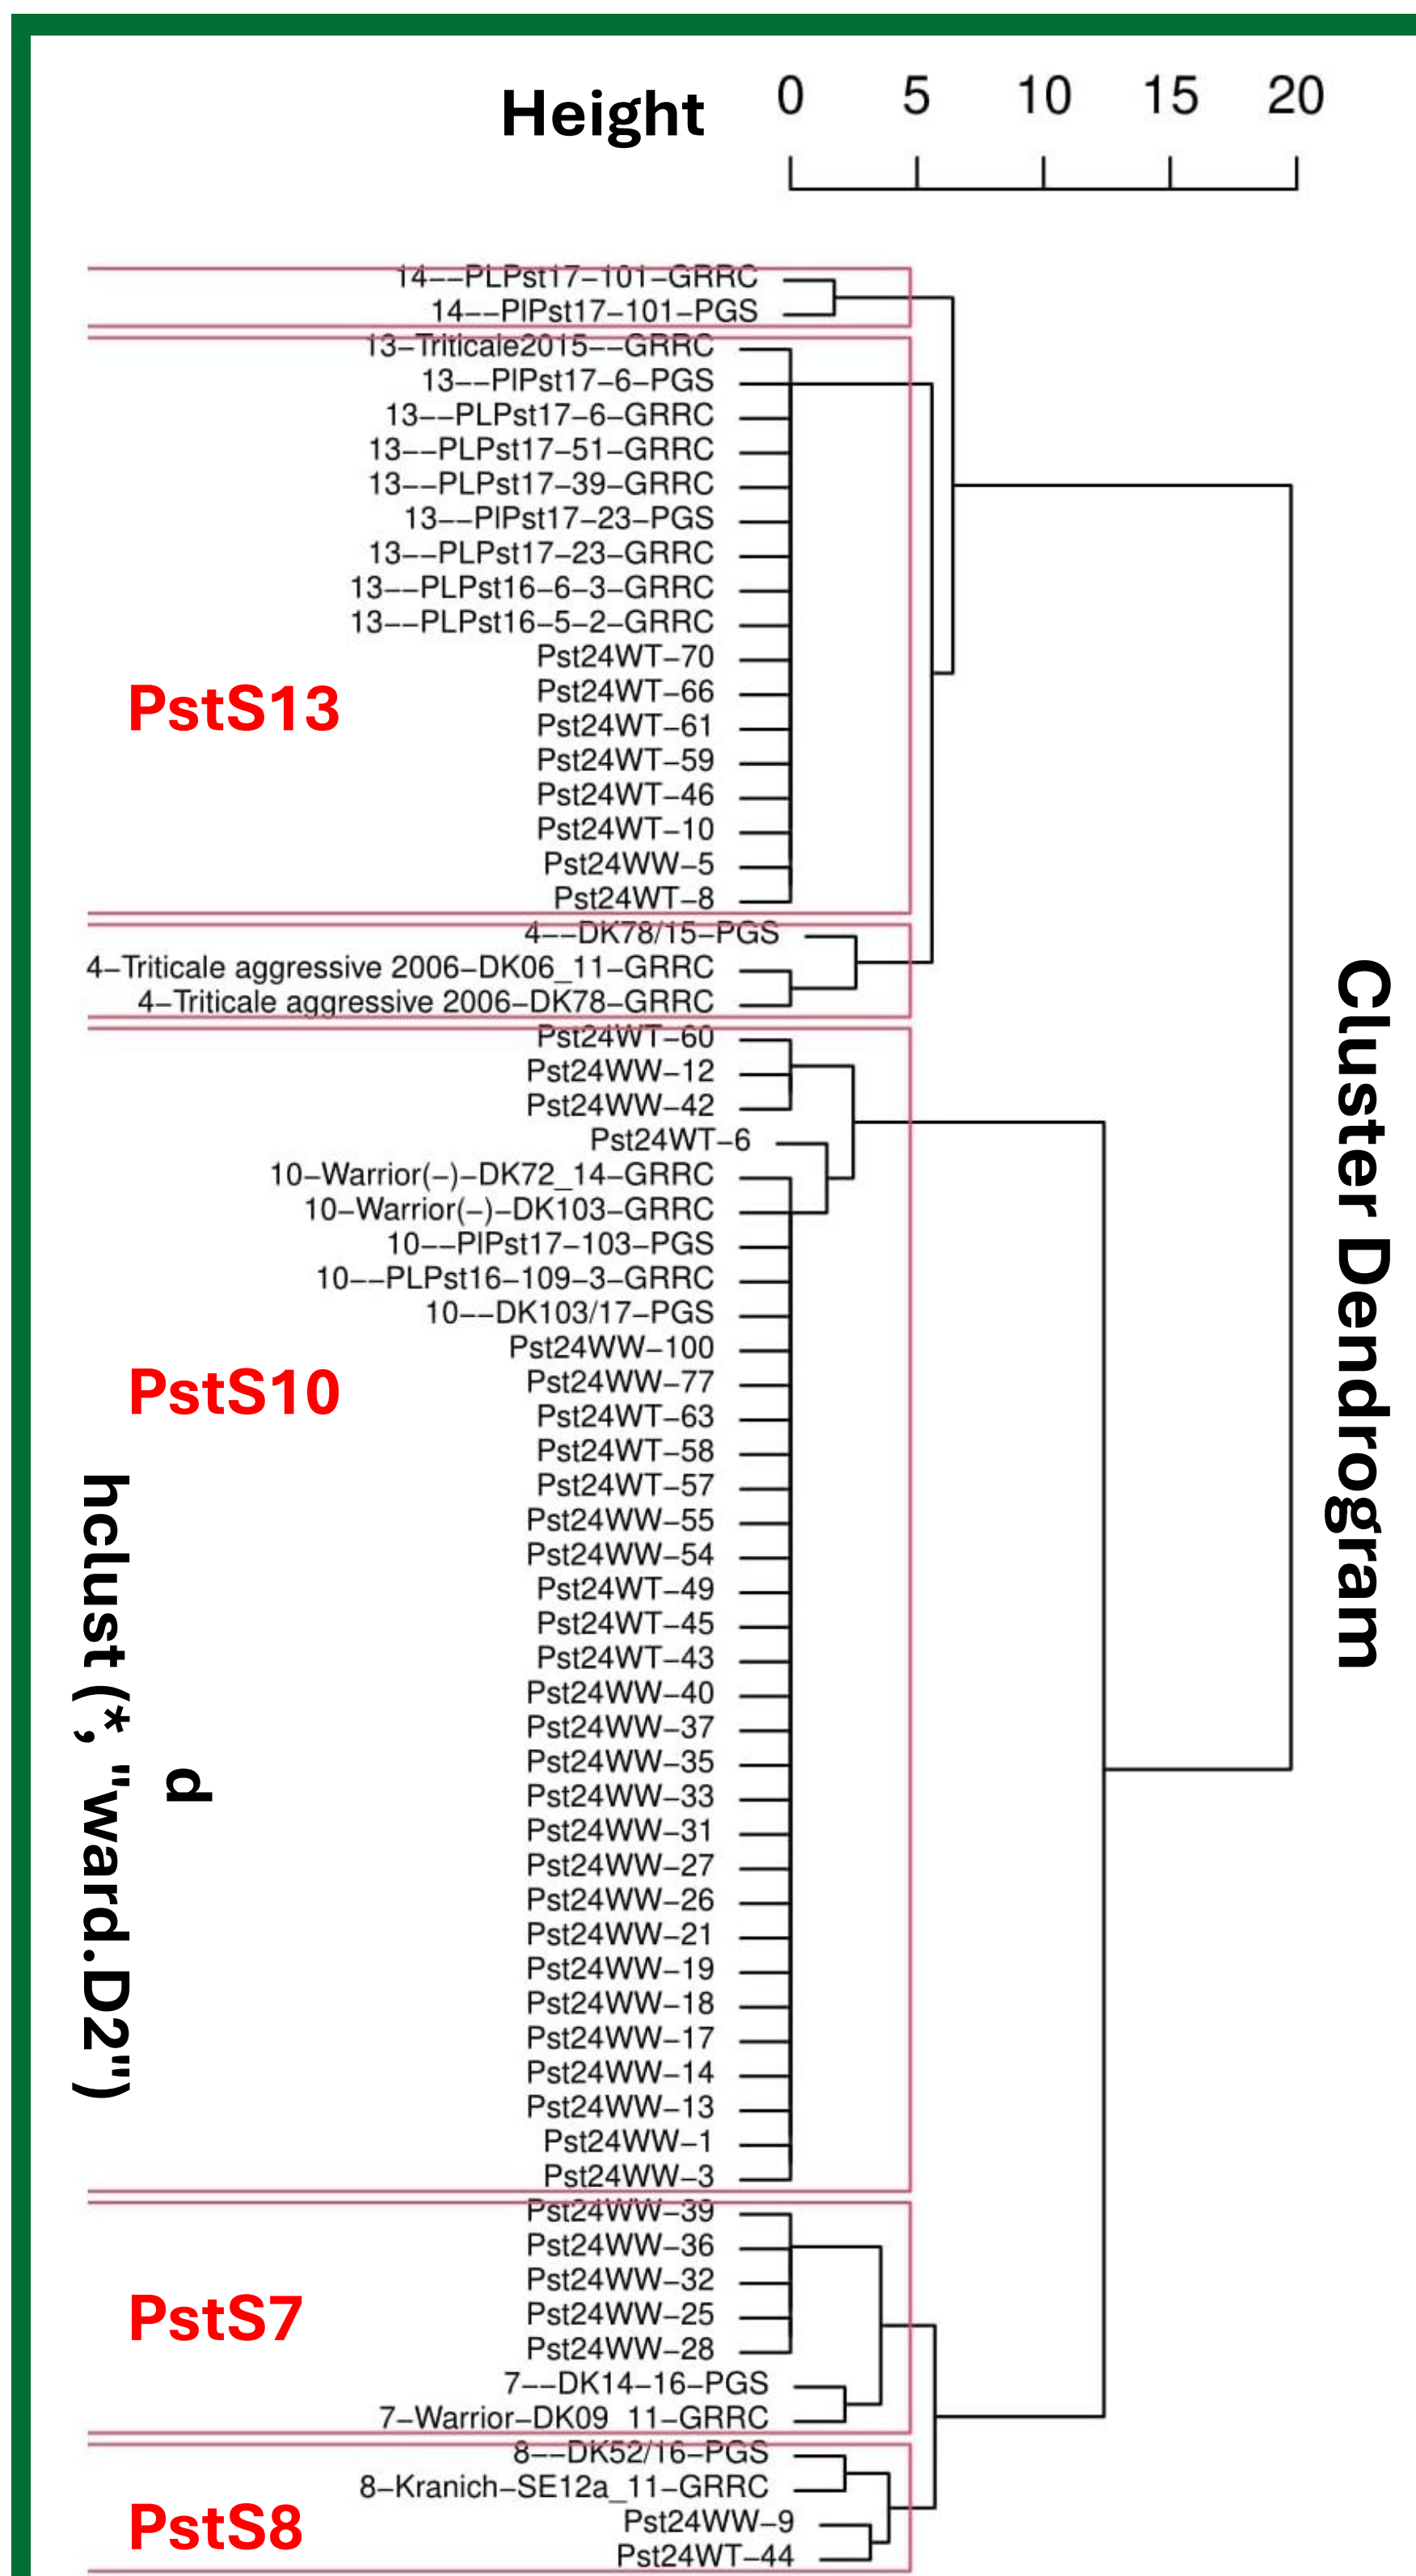 Height
0 5 10 15 20
14--PLPst17-101-GRRC
14--PlPst17-101-PGS
13-Triticale2015--GRRC
13--PlPst17-6-PGS
13--PLPst17-6-GRRC
13--PLPst17-51-GRRC
13--PLPst17-39-GRRC
13--PlPst17-23-PGS
13--PLPst17-23-GRRC
13--PLPst16-6-3-GRRC
13--PLPst16-5-2-GRRC
Pst24WT-70
Pst24WT-66
PstS13
Pst24WT-61
Pst24WT-59
Pst24WT-46
Pst24WT-10
Pst24WW-5
Pst24WT-8
4--DK78/15-PGS
4-Triticale aggressive 2006-DK06_11-GRRC
4-Triticale aggressive 2006-DK78-GRRC
Pst24WT-60
Pst24WW-12
Pst24WW-42
Pst24WT-6
10-Warrior(-)-DK72_14-GRRC
10-Warrior(-)-DK103-GRRC
10--PlPst17-103-PGS
10--PLPst16-109-3-GRRC
10--DK103/17-PGS
Pst24WW-100
Pst24WW-77
PstS10
Pst24WT-63
Pst24WT-58
Pst24WT-57
Pst24WW-55
Pst24WW-54
Pst24WT-49
Pst24WT-45
Pst24WT-43
Pst24WW-40
Pst24WW-37
Pst24WW-35
Pst24WW-33
Pst24WW-31
Pst24WW-27
Pst24WW-26
Pst24WW-21
Pst24WW-19
Pst24WW-18
Pst24WW-17
Pst24WW-14
Pst24WW-13
Pst24WW-1
Pst24WW-3
Pst24WW-39
Pst24WW-36
Pst24WW-32
Pst24WW-25
PstS7
Pst24WW-28
7--DK14-16-PGS
7-Warrior-DK09_11-GRRC
8--DK52/16-PGS
8-Kranich-SE12a_11-GRRC
Pst24WW-9
PstS8
Pst24WT-44
Cluster Dendrogram
d
hclust (*, "ward.D2")